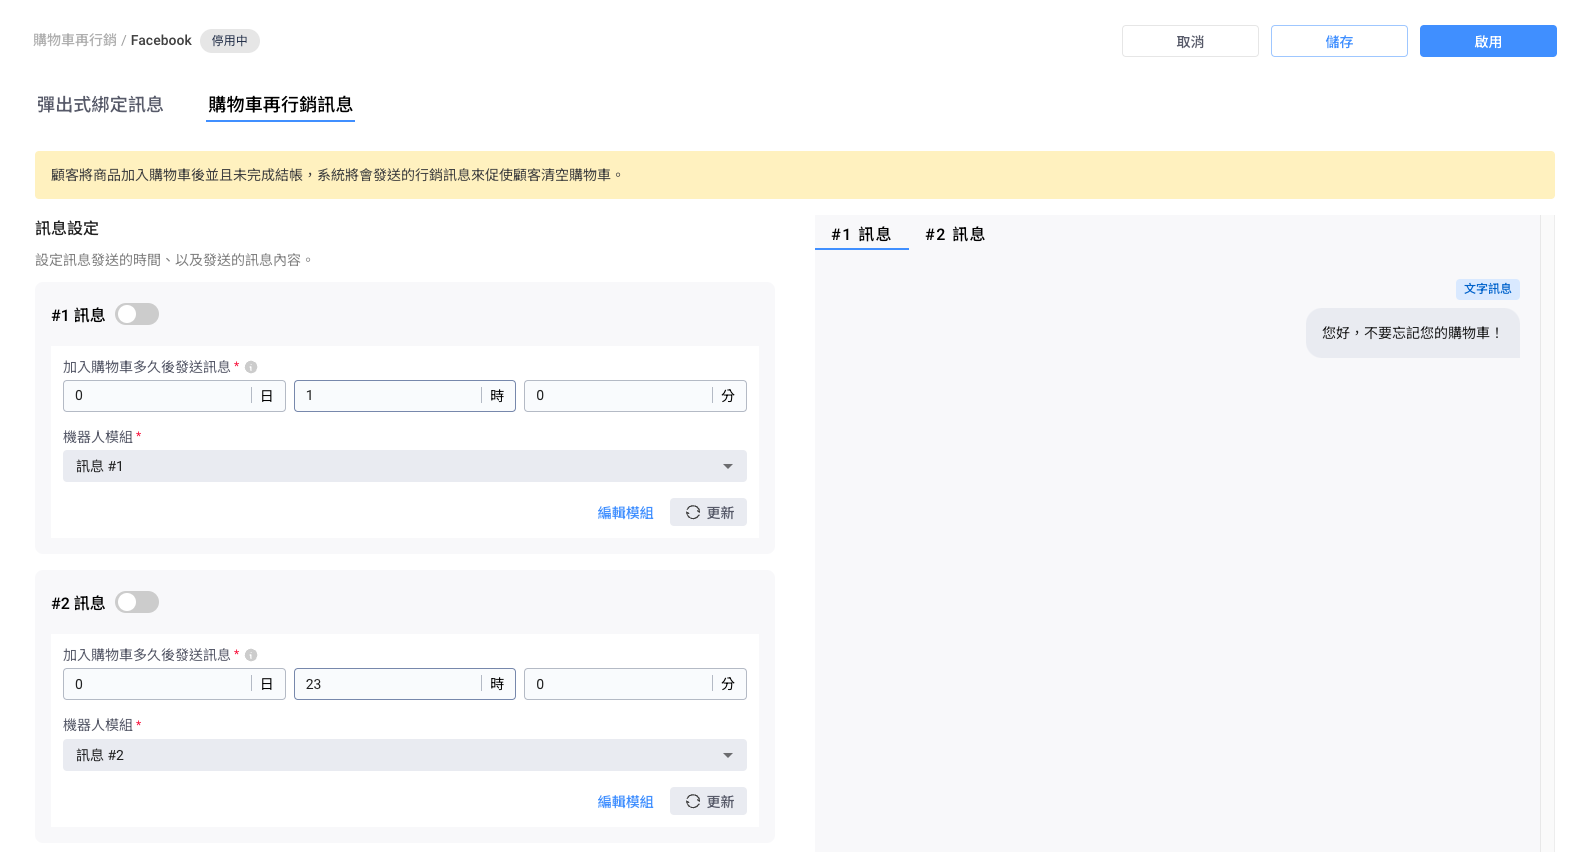 購物車再行銷 / Facebook 停用中
取消
儲存
啟用
彈出式綁定訊息
購物車再行銷訊息
顧客將商品加入購物車後並且未完成結帳，系統將會發送的行銷訊息來促使顧客清空購物車。
訊息設定
設定訊息發送的時間、以及發送的訊息內容。
#1 訊息
加入購物車多久後發送訊息 *
0 日
1 時
0 分
機器人模組 *
訊息 #1
編輯模組
更新
#2 訊息
加入購物車多久後發送訊息 *
0 日
23 時
0 分
機器人模組 *
訊息 #2
編輯模組
更新
#1 訊息
#2 訊息
文字訊息
您好，不要忘記您的購物車！